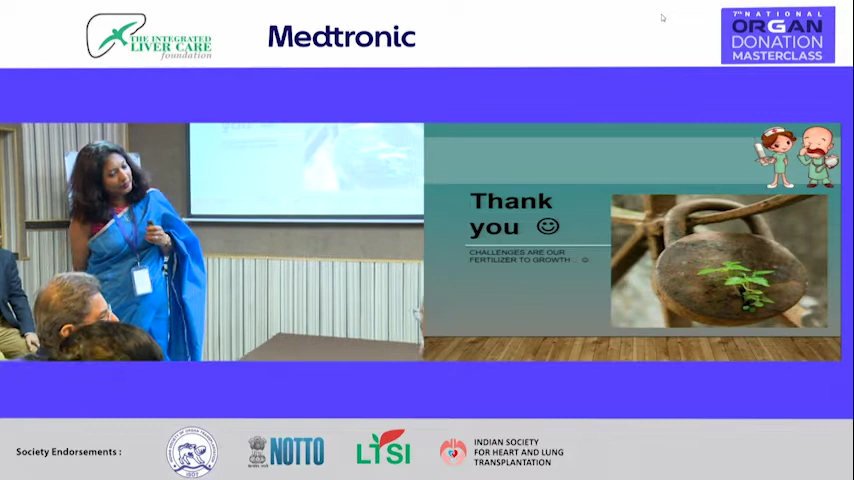 THE INTEGRATED
LIVER CARE
foundation
Medtronic
7TH NATIONAL
ORGAN
DONATION
MASTERCLASS
Thank
you ☺
CHALLENGES ARE OUR
FERTILIZER TO GROWTH... ☺
Society Endorsements :
NOTTO
LTSI
INDIAN SOCIETY
FOR HEART AND LUNG
TRANSPLANTATION